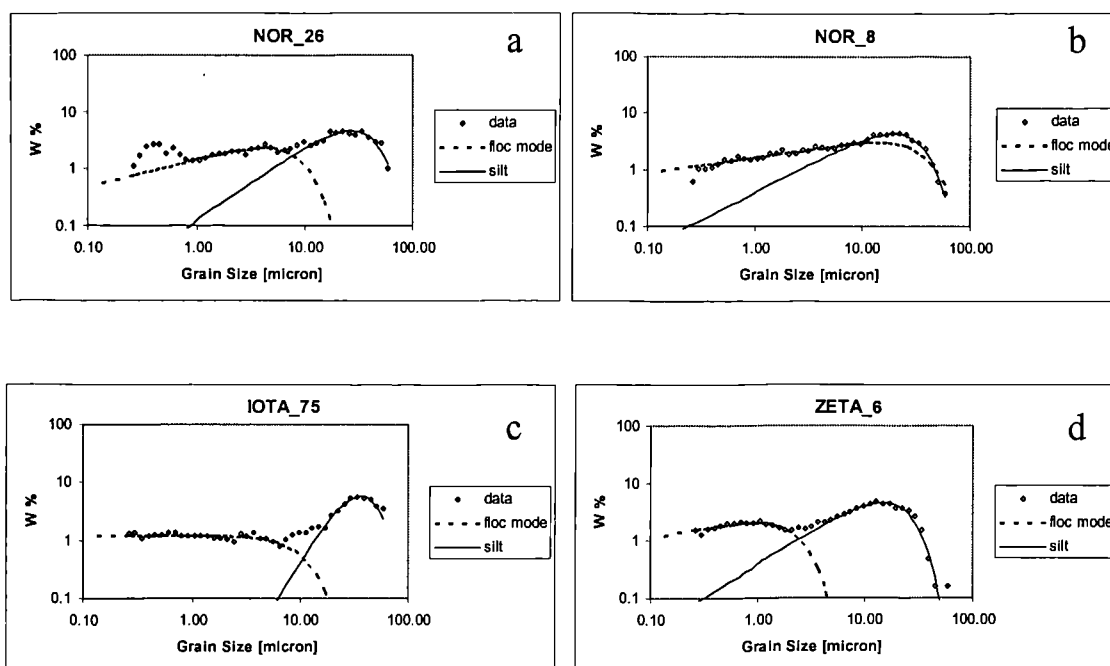 NOR_26
a
100
10
1
0.1
W %
0.10 1.00 10.00 100.00
Grain Size [micron]
data
floc mode
silt
NOR_8
b
100
10
1
0.1
W %
0.10 1.00 10.00 100.00
Grain Size [micron]
data
floc mode
silt
IOTA_75
c
100
10
1
0.1
W %
0.10 1.00 10.00 100.00
Grain Size [micron]
data
floc mode
silt
ZETA_6
d
100
10
1
0.1
W %
0.10 1.00 10.00 100.00
Grain Size [micron]
data
floc mode
silt